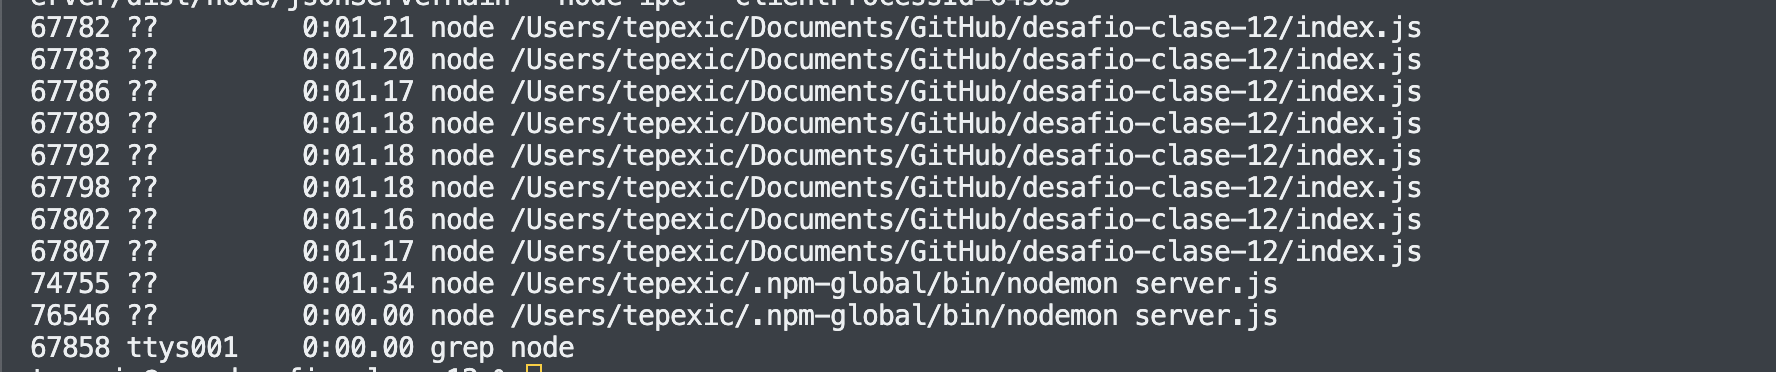 67782 ?? 0:01.21 node /Users/tepexic/Documents/GitHub/desafio-clase-12/index.js
67783 ?? 0:01.20 node /Users/tepexic/Documents/GitHub/desafio-clase-12/index.js
67786 ?? 0:01.17 node /Users/tepexic/Documents/GitHub/desafio-clase-12/index.js
67789 ?? 0:01.18 node /Users/tepexic/Documents/GitHub/desafio-clase-12/index.js
67792 ?? 0:01.18 node /Users/tepexic/Documents/GitHub/desafio-clase-12/index.js
67798 ?? 0:01.18 node /Users/tepexic/Documents/GitHub/desafio-clase-12/index.js
67802 ?? 0:01.16 node /Users/tepexic/Documents/GitHub/desafio-clase-12/index.js
67807 ?? 0:01.17 node /Users/tepexic/Documents/GitHub/desafio-clase-12/index.js
74755 ?? 0:01.34 node /Users/tepexic/.npm-global/bin/nodemon server.js
76546 ?? 0:00.00 node /Users/tepexic/.npm-global/bin/nodemon server.js
67858 ttys001 0:00.00 grep node